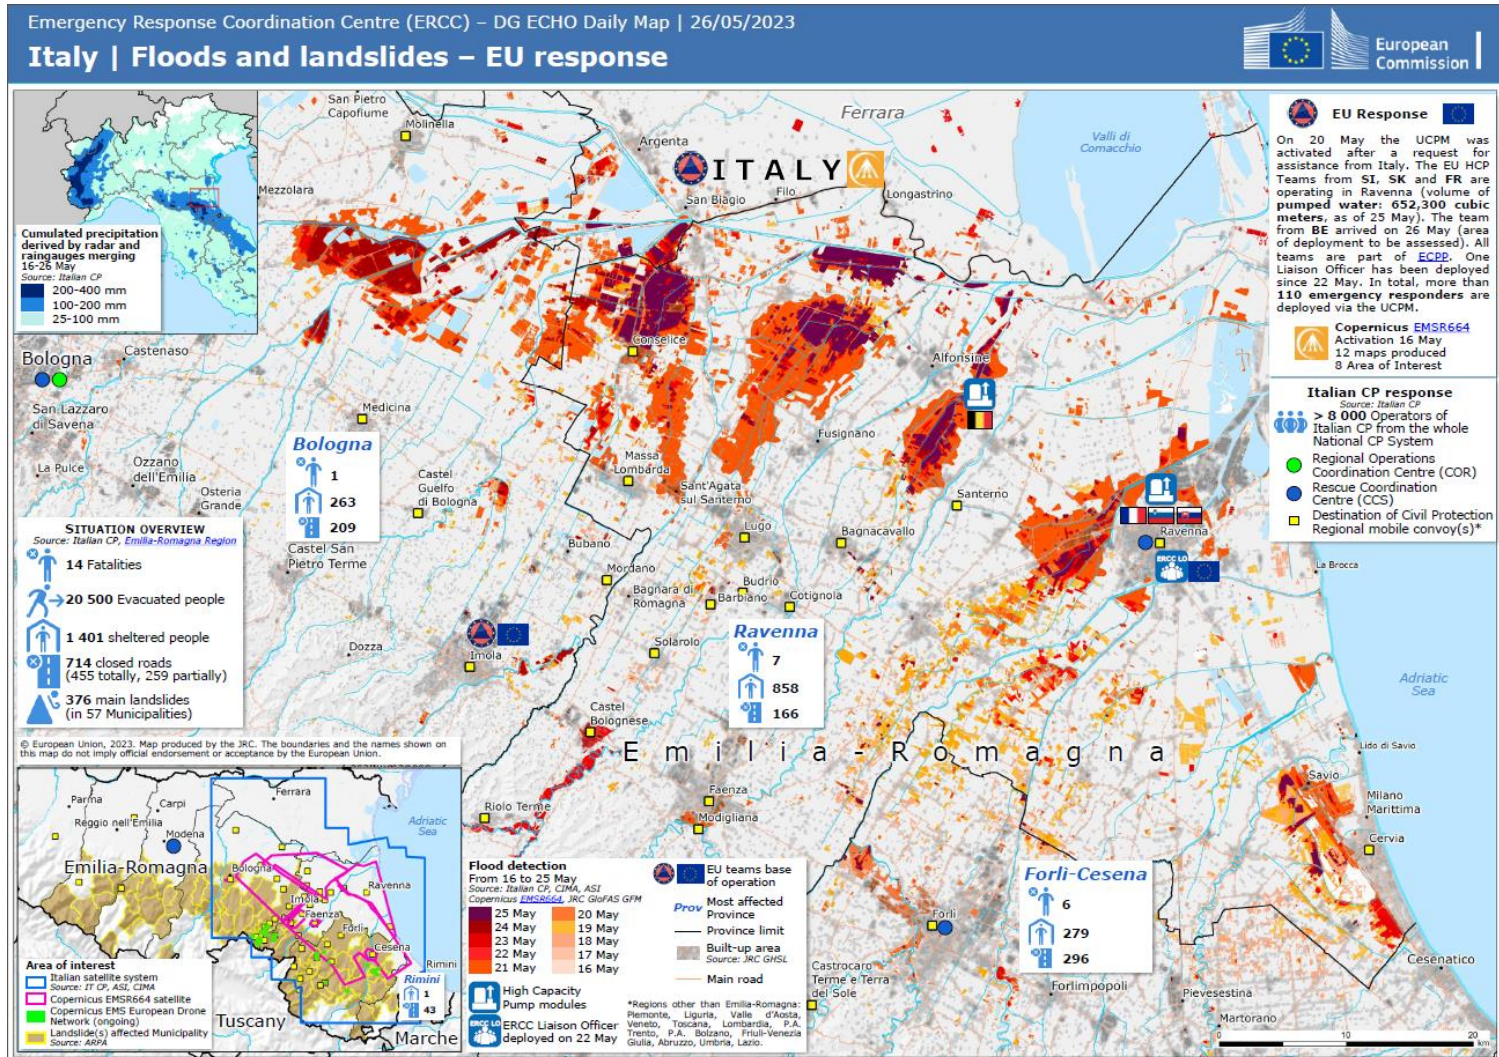 Emergency Response Coordination Centre (ERCC) – DG ECHO Daily Map | 26/05/2023
Italy | Floods and landslides – EU response
European
Commission
Cumulated precipitation
derived by radar and
raingauges merging
16-26 May
Source: Italian CP
200-400 mm
100-200 mm
25-100 mm
San Pietro
Capofiume
Molinella
Mezzolara
Argenta
Ferrara
ITALY
San Biagio
Filo
Longastrino
Valli di
Comacchio
EU Response
On 20 May the UCPM was
activated after a request for
assistance from Italy. The EU HCP
Teams from SI, SK and FR are
operating in Ravenna (volume of
pumped water: 652,300 cubic
meters, as of 25 May). The team
from BE arrived on 26 May (area
of deployment to be assessed). All
teams are part of ECPP. One
Liaison Officer has been deployed
since 22 May. In total, more than
110 emergency responders are
deployed via the UCPM.
Copernicus EMSR664
Activation 16 May
12 maps produced
8 Area of Interest
Italian CP response
Source: Italian CP
> 8 000 Operators of
Italian CP from the whole
National CP System
Regional Operations
Coordination Centre (COR)
Rescue Coordination
Centre (CCS)
Destination of Civil Protection
Regional mobile convoy(s)*
Bologna
Castenaso
San Lazzaro
di Savena
La Pulce
Ozzano
dell'Emilia
Osteria
Grande
Medicina
Bologna
1
263
209
Castel
Guelfo
di Bologna
Castel San
Pietro Terme
Conselice
Alfonsine
Fusignano
Massa
Lombarda
Sant'Agata
sul Santerno
Santerno
Lugo
Bagnacavallo
Ravenna
ERCC LO
La Brocca
Bubano
Mordano
Bagnara di
Romagna
Budrio
Barbiano
Cotignola
Solarolo
Dozza
Imola
Ravenna
7
858
166
SITUATION OVERVIEW
Source: Italian CP, Emilia-Romagna Region
14 Fatalities
20 500 Evacuated people
1 401 sheltered people
714 closed roads
(455 totally, 259 partially)
376 main landslides
(in 57 Municipalities)
© European Union, 2023. Map produced by the JRC. The boundaries and the names shown on
this map do not imply official endorsement or acceptance by the European Union.
Castel
Bolognese
Emilia-Romagna
Adriatic
Sea
Lido di Savio
Savio
Milano
Marittima
Cervia
Riolo Terme
Faenza
Modigliana
Forlì-Cesena
6
279
296
Forlì
Castrocaro
Terme e Terra
del Sole
Forlimpopoli
Pievesestina
Martorano
Cesenatico
0 10 20
km
Parma
Carpi
Ferrara
Reggio nell'Emilia
Modena
Adriatic
Sea
Emilia-Romagna
Bologna
Ravenna
Imola
Faenza
Forlì
Cesena
Rimini
Rimini
1
43
Tuscany
Marche
Area of interest
Italian satellite system
Source: IT CP, ASI, CIMA
Copernicus EMSR664 satellite
Copernicus EMS European Drone
Network (ongoing)
Landslide(s) affected Municipality
Source: ARPA
Flood detection
From 16 to 25 May
Source: Italian CP, CIMA, ASI
Copernicus EMSR664, JRC GloFAS GFM
25 May
24 May
23 May
22 May
21 May
20 May
19 May
18 May
17 May
16 May
High Capacity
Pump modules
ERCC LO
ERCC Liaison Officer
deployed on 22 May
EU teams base
of operation
Prov
Most affected
Province
Province limit
Built-up area
Source: JRC GHSL
Main road
*Regions other than Emilia-Romagna:
Piemonte, Liguria, Valle d'Aosta,
Veneto, Toscana, Lombardia, P.A.
Trento, P.A. Bolzano, Friuli-Venezia
Giulia, Abruzzo, Umbria, Lazio.